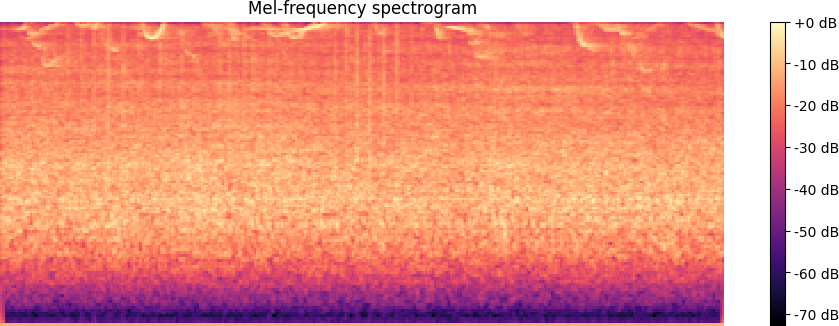 Mel-frequency spectrogram
+0 dB
-10 dB
-20 dB
-30 dB
-40 dB
-50 dB
-60 dB
-70 dB